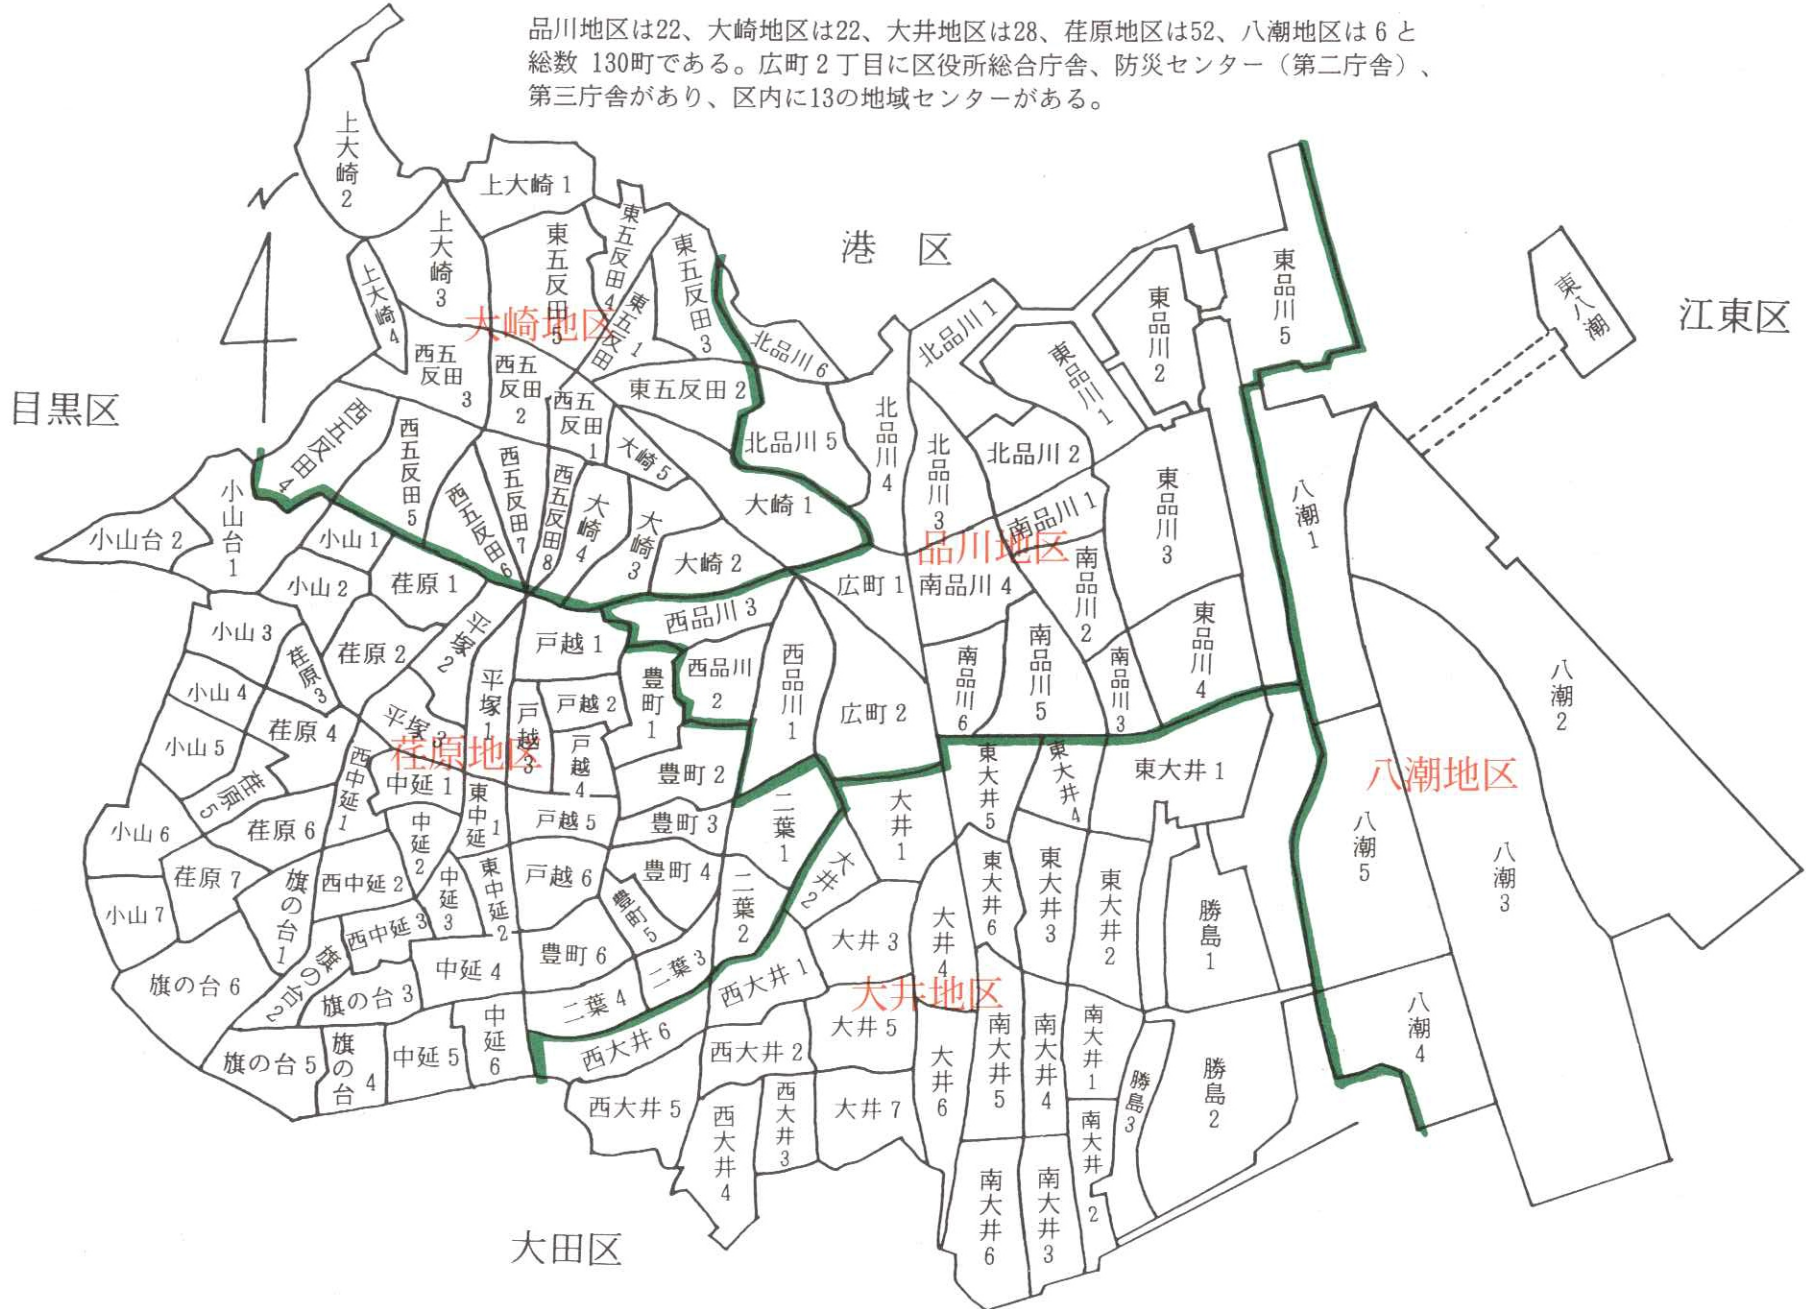 品川地区は22、大崎地区は22、大井地区は28、荏原地区は52、八潮地区は6と
総数 130町である。広町2丁目に区役所総合庁舎、防災センター（第二庁舎）、
第三庁舎があり、区内に13の地域センターがある。
上大崎2
上大崎1
上大崎3
上大崎4
東五反田5
東五反田4
東五反田1
東五反田3
東五反田2
大崎地区
港区
江東区
目黒区
大田区
東八潮
北品川6
北品川1
東品川1
東品川2
東品川5
西五反田3
西五反田2
西五反田1
西五反田4
西五反田5
西五反田6
西五反田7
西五反田8
大崎5
大崎4
大崎3
大崎2
大崎1
北品川5
北品川4
北品川3
北品川2
南品川1
東品川3
品川地区
南品川4
南品川2
東品川4
南品川6
南品川5
南品川3
広町1
広町2
西品川3
西品川2
西品川1
小山台2
小山台1
小山1
小山2
荏原1
小山3
荏原3
荏原2
平塚2
小山4
荏原4
平塚3
平塚1
小山5
荏原5
荏原地区
戸越1
戸越2
戸越3
戸越4
戸越5
戸越6
豊町1
豊町2
豊町3
豊町4
豊町5
豊町6
西中延1
中延1
東中延1
中延2
小山6
荏原6
荏原7
小山7
旗の台1
西中延2
西中延3
中延3
東中延2
旗の台6
旗の台2
旗の台3
中延4
旗の台5
旗の台4
中延5
中延6
二葉1
二葉2
二葉3
二葉4
西大井6
西大井1
西大井2
西大井5
西大井4
西大井3
大井1
大井2
大井3
大井4
大井5
大井6
大井7
大井地区
東大井5
東大井4
東大井1
東大井6
東大井3
東大井2
勝島1
勝島2
勝島3
南大井5
南大井4
南大井1
南大井2
南大井6
南大井3
八潮1
八潮2
八潮地区
八潮5
八潮3
八潮4